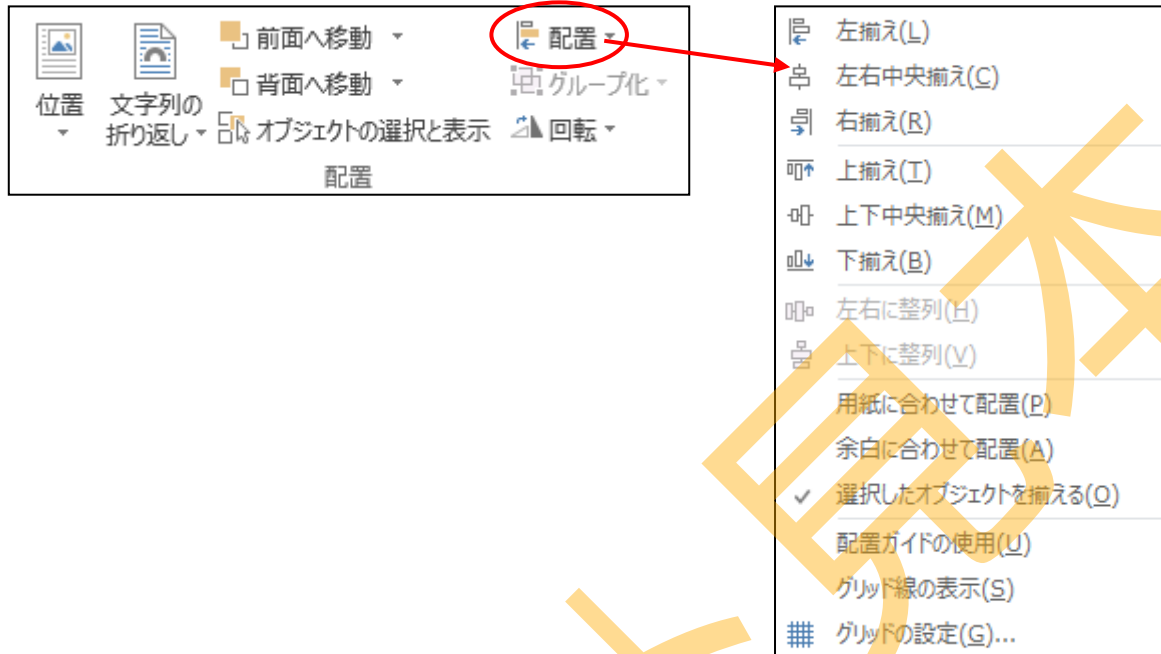 前面へ移動
配置
背面へ移動
グループ化
位置
文字列の
折り返し
オブジェクトの選択と表示
回転
配置
左揃え(L)
左右中央揃え(C)
右揃え(R)
上揃え(T)
上下中央揃え(M)
下揃え(B)
左右に整列(H)
上下に整列(V)
用紙に合わせて配置(P)
余白に合わせて配置(A)
選択したオブジェクトを揃える(O)
配置ガイドの使用(U)
グリッド線の表示(S)
グリッドの設定(G)...
見本